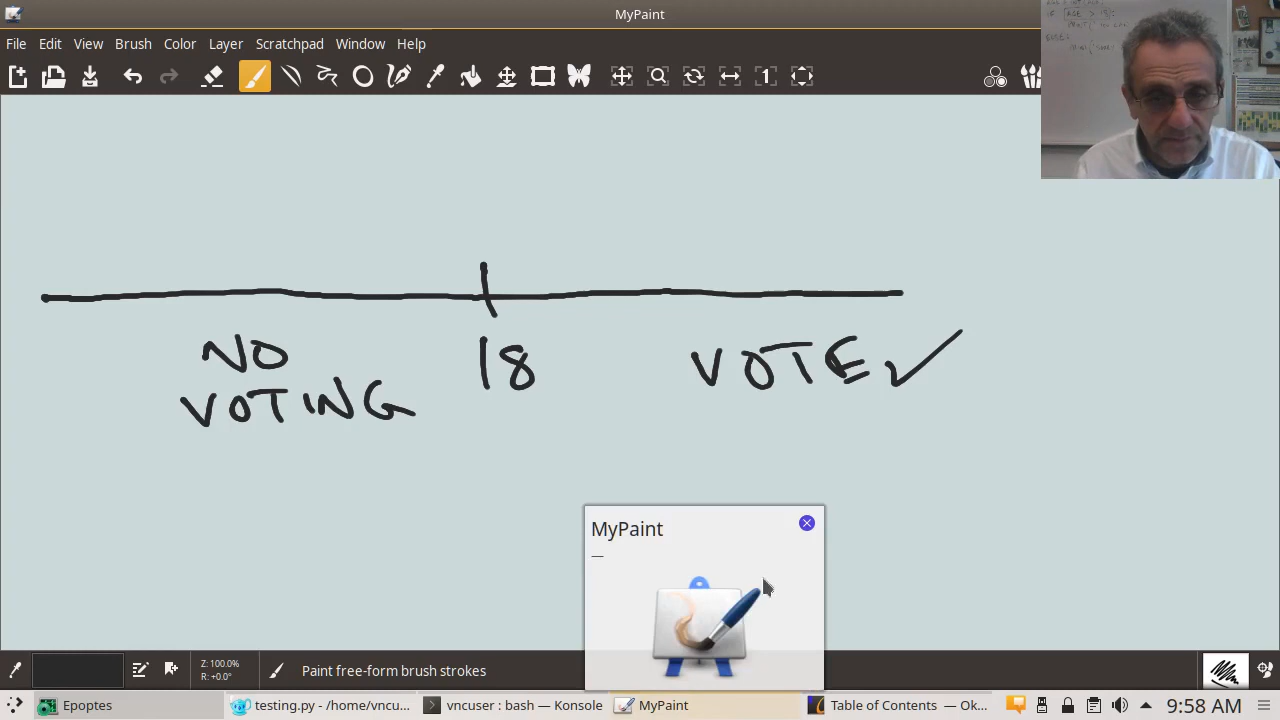 MyPaint
File Edit View Brush Color Layer Scratchpad Window Help
NO
VOTING
18
VOTE✓
MyPaint
—
Z: 100.0%
R: +0.0°
Paint free-form brush strokes
Epoptes
testing.py - /home/vncu...
vncuser : bash — Konsole
MyPaint
Table of Contents — Ok...
9:58 AM